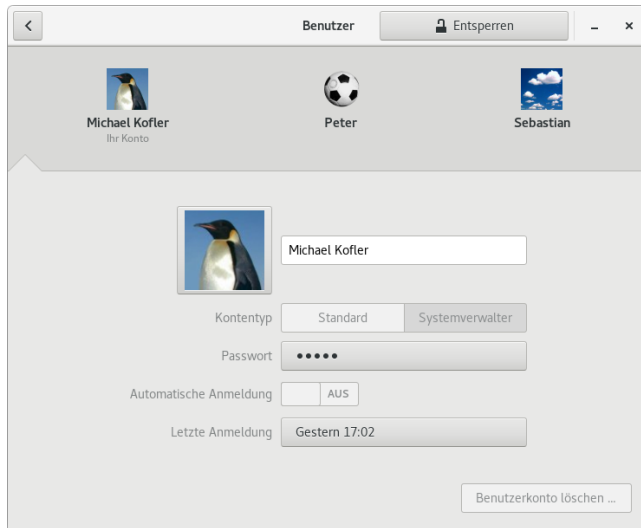 Benutzer
Entsperren
Michael Kofler
Ihr Konto
Peter
Sebastian
Michael Kofler
Kontentyp Standard Systemverwalter
Passwort •••••
Automatische Anmeldung AUS
Letzte Anmeldung Gestern 17:02
Benutzerkonto löschen ...